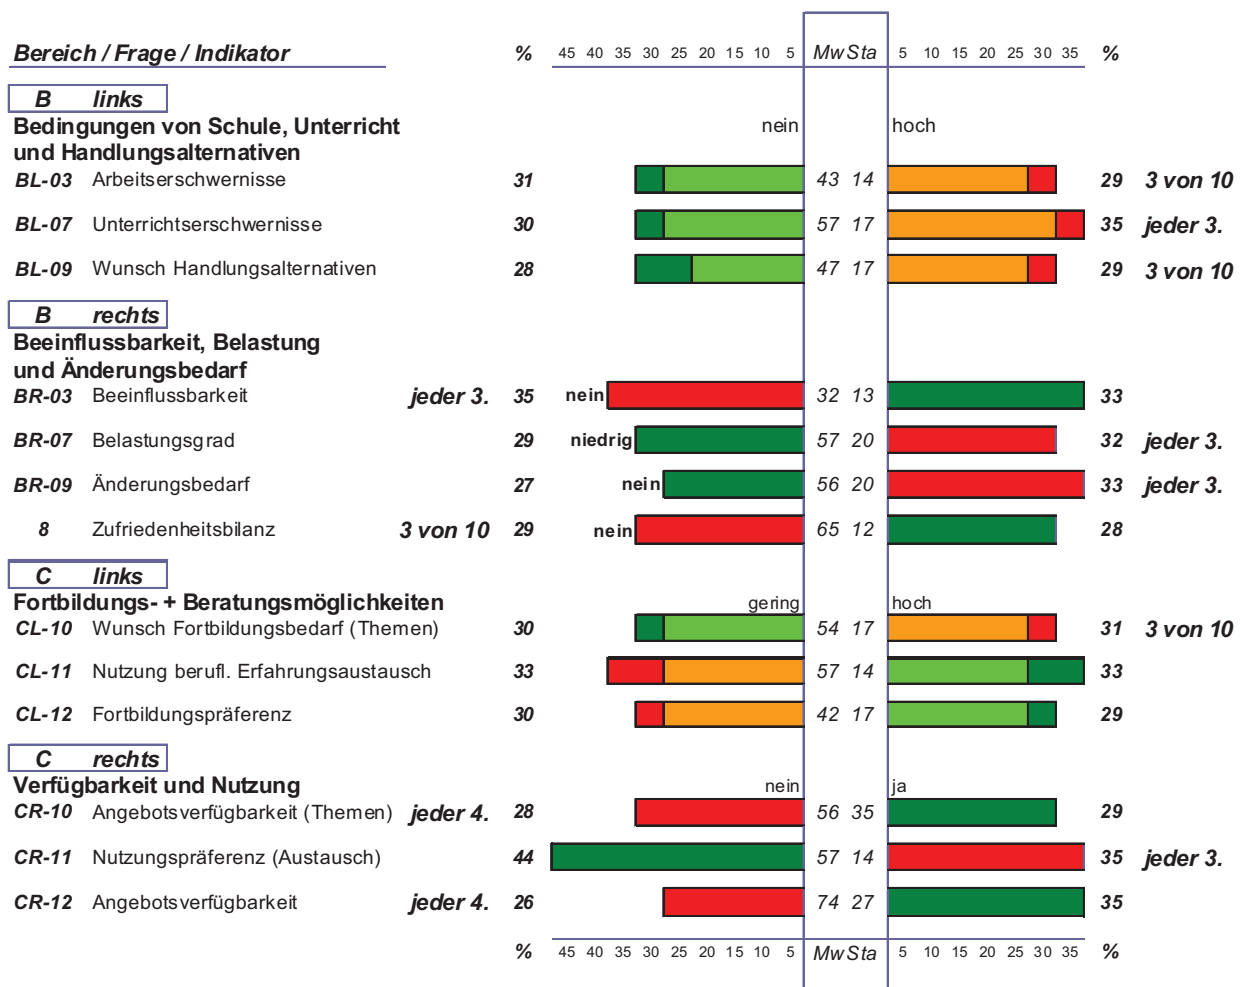 Bereich / Frage / Indikator % 45 40 35 30 25 20 15 10 5 Mw Sta 5 10 15 20 25 30 35 %
B links
Bedingungen von Schule, Unterricht nein hoch
und Handlungsalternativen
BL-03 Arbeitserschwernisse 31 43 14 29 3 von 10
BL-07 Unterrichtserschwernisse 30 57 17 35 jeder 3.
BL-09 Wunsch Handlungsalternativen 28 47 17 29 3 von 10
B rechts
Beeinflussbarkeit, Belastung
und Änderungsbedarf
BR-03 Beeinflussbarkeit jeder 3. 35 nein 32 13 33
BR-07 Belastungsgrad 29 niedrig 57 20 32 jeder 3.
BR-09 Änderungsbedarf 27 nein 56 20 33 jeder 3.
8 Zufriedenheitsbilanz 3 von 10 29 nein 65 12 28
C links
Fortbildungs- + Beratungsmöglichkeiten gering hoch
CL-10 Wunsch Fortbildungsbedarf (Themen) 30 54 17 31 3 von 10
CL-11 Nutzung berufl. Erfahrungsaustausch 33 57 14 33
CL-12 Fortbildungspräferenz 30 42 17 29
C rechts
Verfügbarkeit und Nutzung nein ja
CR-10 Angebotsverfügbarkeit (Themen) jeder 4. 28 56 35 29
CR-11 Nutzungspräferenz (Austausch) 44 57 14 35 jeder 3.
CR-12 Angebotsverfügbarkeit jeder 4. 26 74 27 35
% 45 40 35 30 25 20 15 10 5 Mw Sta 5 10 15 20 25 30 35 %